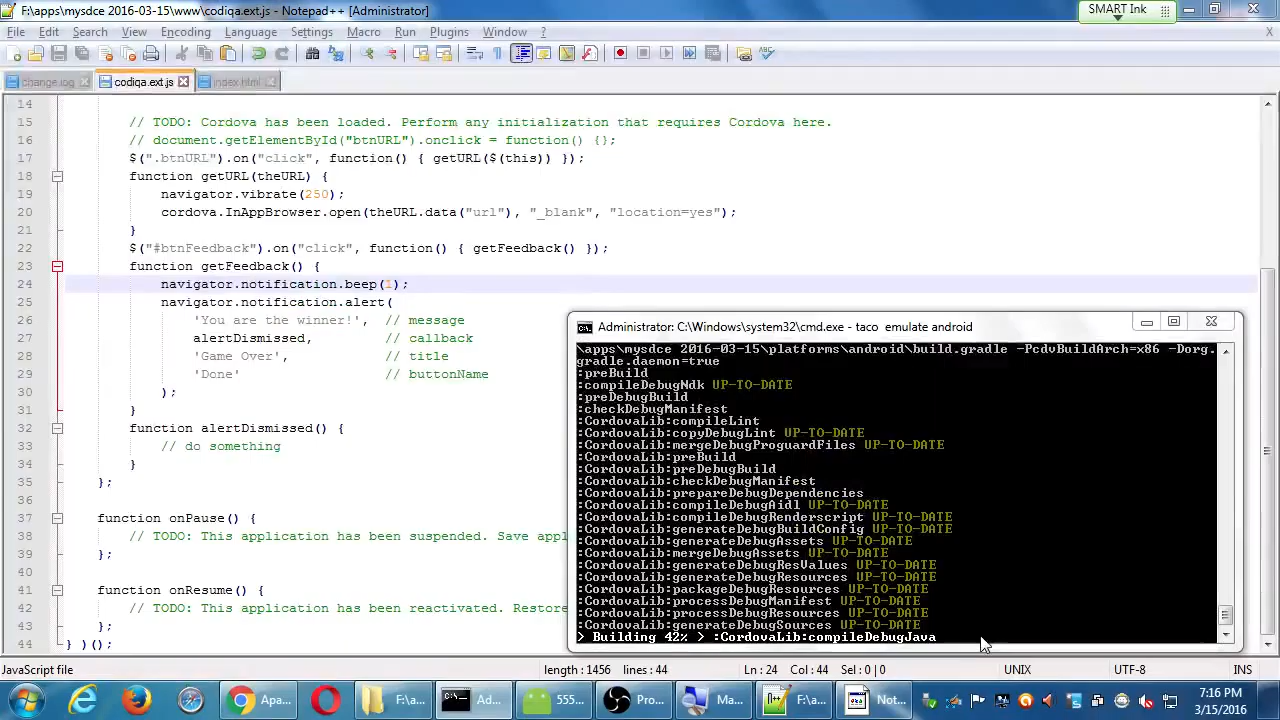 F:\apps\mysdce 2016-03-15\www\codiqa.ext.js - Notepad++ [Administrator]
SMART Ink
File Edit Search View Encoding Language Settings Macro Run Plugins Window ? X
change.log codiqa.ext.js index.html
14
15 // TODO: Cordova has been loaded. Perform any initialization that requires Cordova here.
16 // document.getElementById("btnURL").onclick = function() {};
17 $(".btnURL").on("click", function() { getURL($(this)) });
18 function getURL(theURL) {
19 navigator.vibrate(250);
20 cordova.InAppBrowser.open(theURL.data("url"), "_blank", "location=yes");
21 }
22 $("#btnFeedback").on("click", function() { getFeedback() });
23 function getFeedback() {
24 navigator.notification.beep(1);
25 navigator.notification.alert(
26 'You are the winner!', // message
27 alertDismissed, // callback
28 'Game Over', // title
29 'Done' // buttonName
30 );
31 }
32 function alertDismissed() {
33 // do something
34 }
35 };
36
37 function onPause() {
38 // TODO: This application has been suspended. Save appl
39 };
40
41 function onResume() {
42 // TODO: This application has been reactivated. Restore
43 };
44 } )();
Administrator: C:\Windows\system32\cmd.exe - taco emulate android
\apps\mysdce 2016-03-15\platforms\android\build.gradle -PcdvBuildArch=x86 -Dorg.
gradle.daemon=true
:preBuild
:compileDebugNdk UP-TO-DATE
:preDebugBuild
:checkDebugManifest
:CordovaLib:compileLint
:CordovaLib:copyDebugLint UP-TO-DATE
:CordovaLib:mergeDebugProguardFiles UP-TO-DATE
:CordovaLib:preBuild
:CordovaLib:preDebugBuild
:CordovaLib:checkDebugManifest
:CordovaLib:prepareDebugDependencies
:CordovaLib:compileDebugAidl UP-TO-DATE
:CordovaLib:compileDebugRenderscript UP-TO-DATE
:CordovaLib:generateDebugBuildConfig UP-TO-DATE
:CordovaLib:generateDebugAssets UP-TO-DATE
:CordovaLib:mergeDebugAssets UP-TO-DATE
:CordovaLib:generateDebugResValues UP-TO-DATE
:CordovaLib:generateDebugResources UP-TO-DATE
:CordovaLib:packageDebugResources UP-TO-DATE
:CordovaLib:processDebugManifest UP-TO-DATE
:CordovaLib:processDebugResources UP-TO-DATE
:CordovaLib:generateDebugSources UP-TO-DATE
> Building 42% > :CordovaLib:compileDebugJava
JavaScript file length : 1456 lines : 44 Ln : 24 Col : 44 Sel : 0 | 0 UNIX UTF-8 INS
Apa... F:\a... Ad... 555... Pro... Ma... F:\a... Not... 7:16 PM
3/15/2016